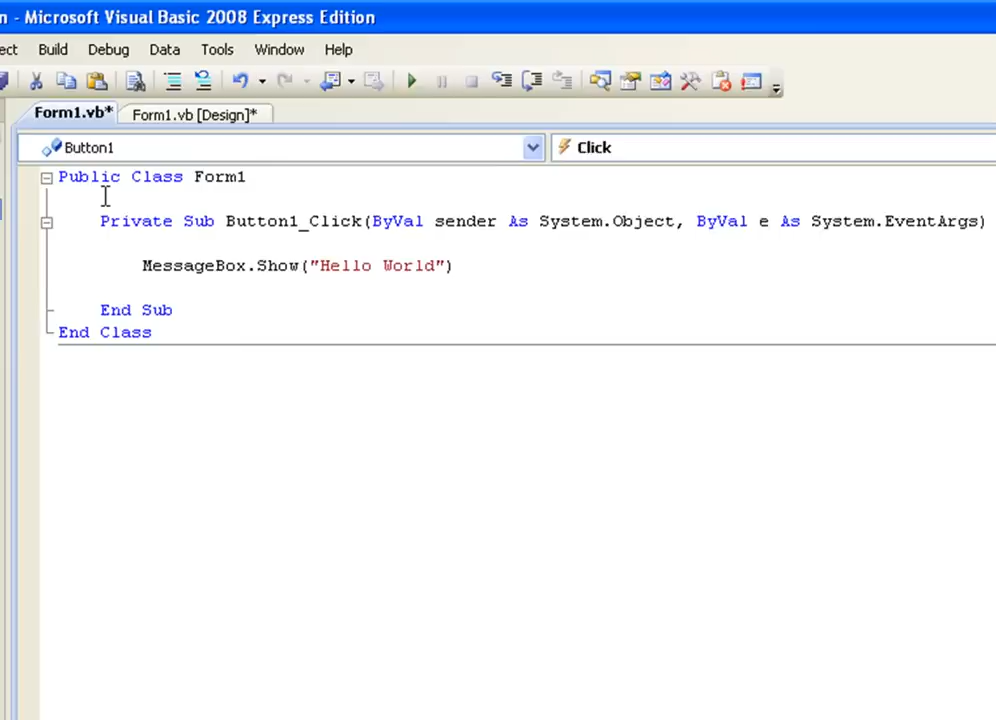 n - Microsoft Visual Basic 2008 Express Edition
ect Build Debug Data Tools Window Help
Form1.vb* Form1.vb [Design]*
Button1 Click
Public Class Form1
Private Sub Button1_Click(ByVal sender As System.Object, ByVal e As System.EventArgs)
MessageBox.Show("Hello World")
End Sub
End Class